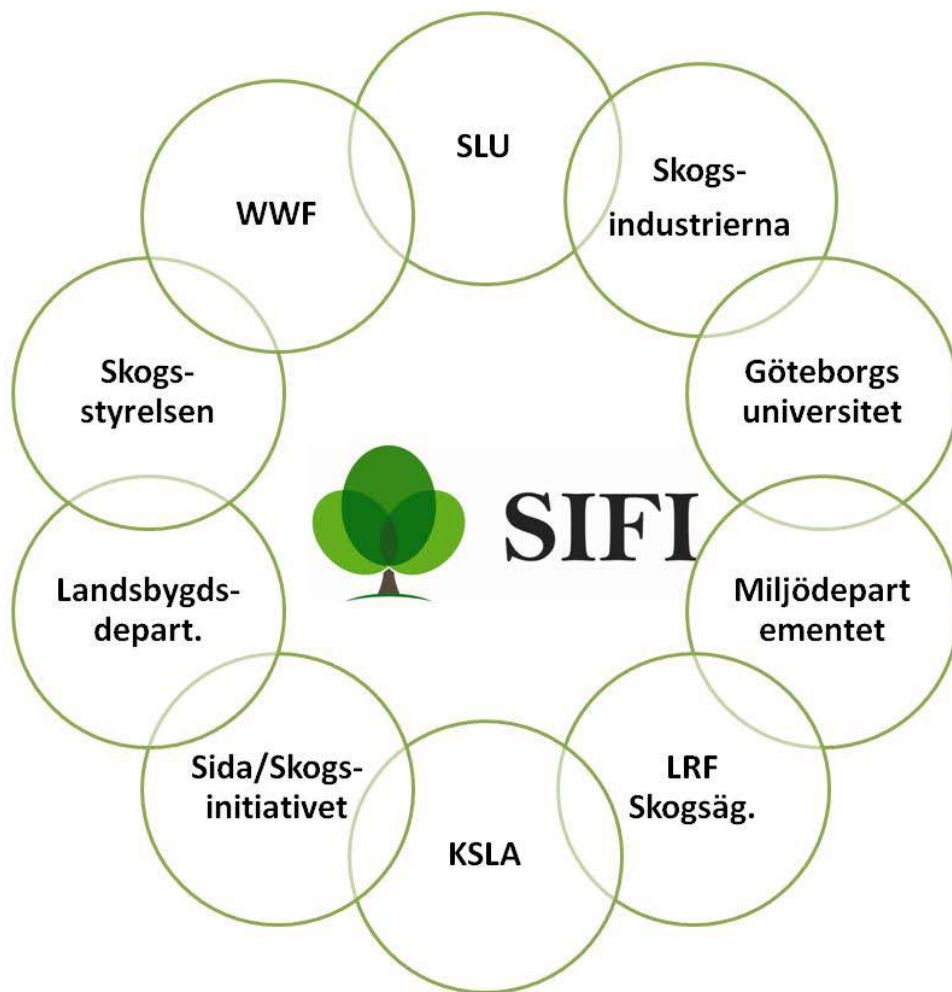 SLU
Skogs-
industrierna
Göteborgs
universitet
Miljödepart
ementet
LRF
Skogsäg.
KSLA
Sida/Skogs-
initiativet
Landsbygds-
depart.
Skogs-
styrelsen
WWF
SIFI